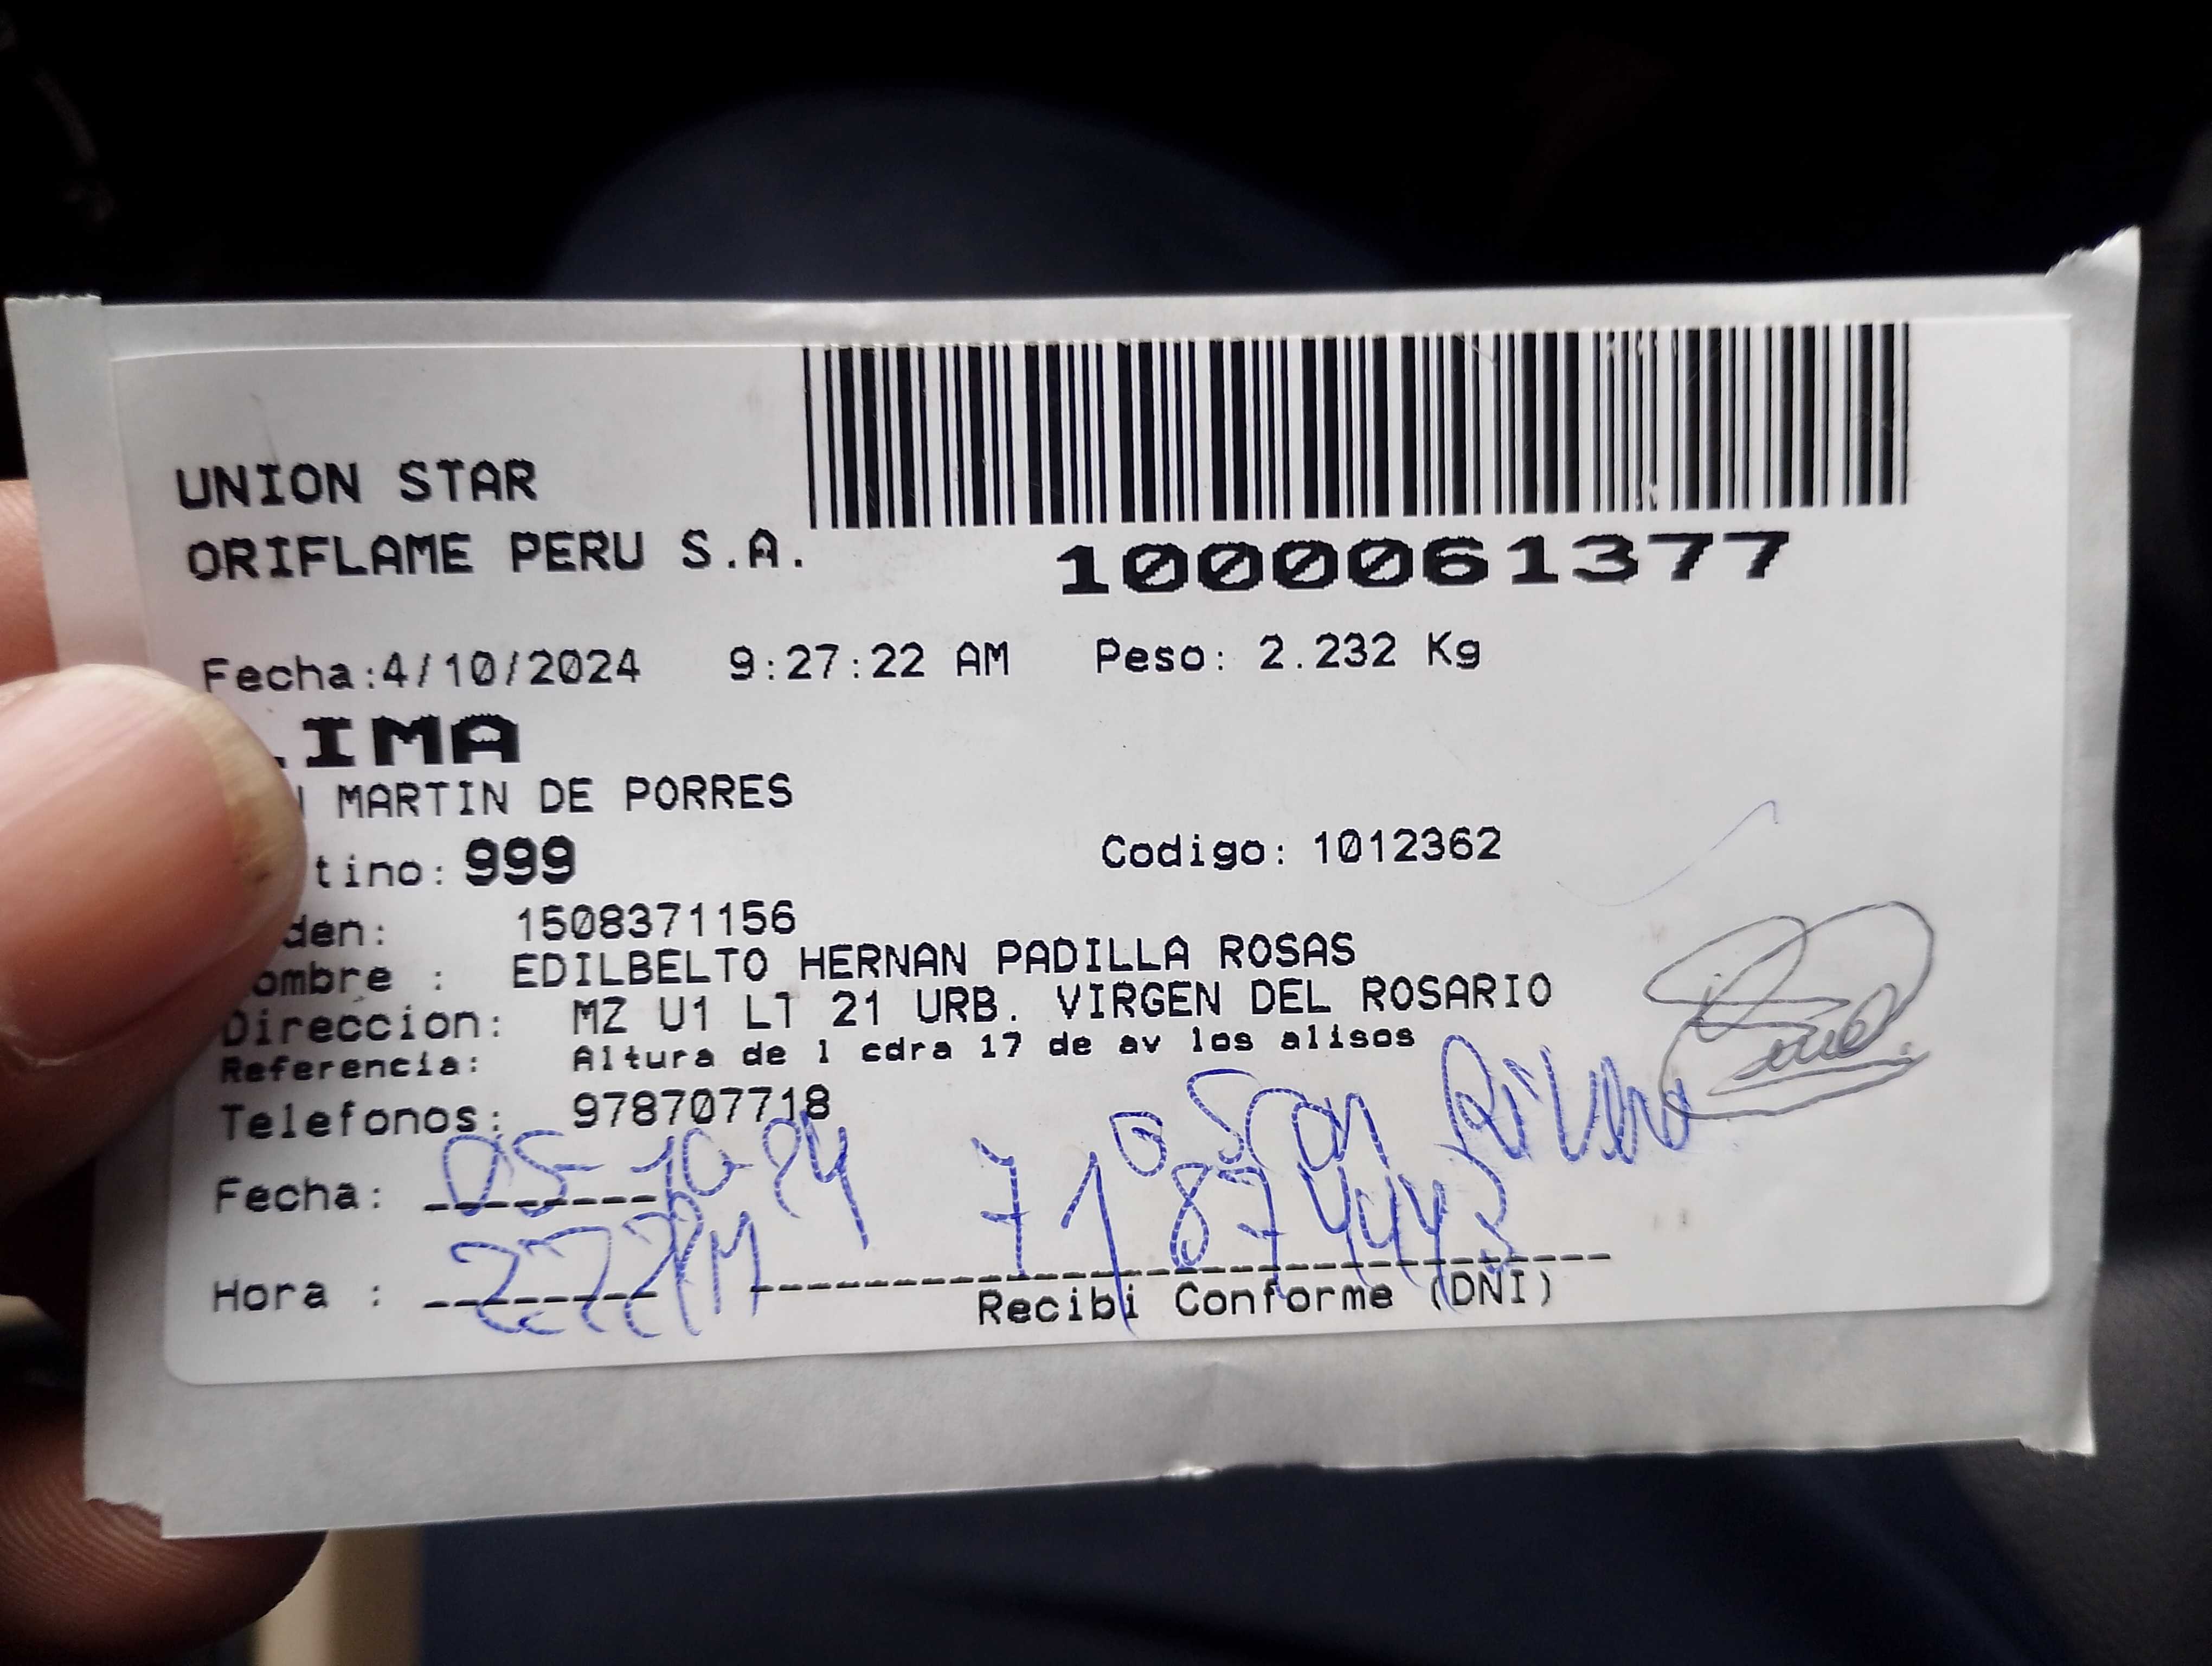 UNION STAR
ORIFLAME PERU S.A.
1000061377
Fecha:4/10/2024 9:27:22 AM Peso: 2.232 Kg
IMA
MARTIN DE PORRES
tino: 999 Codigo: 1012362
den: 1508371156
ombre : EDILBELTO HERNAN PADILLA ROSAS
Direccion: MZ U1 LT 21 URB. VIRGEN DEL ROSARIO
Referencia: Altura de l cdra 17 de av los alisos
Telefonos: 978707718
Fecha: 05-10-24
71874443
Hora :
Recibi Conforme (DNI)